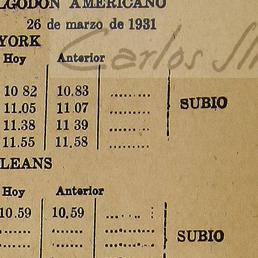 LGODON AMERICANO
26 de marzo de 1931
YORK
Hoy Anterior
10 82 10.83 ........
11.05 11 07 ........ SUBIO
11.38 11 39 ........
11.55 11,58 ........
LEANS
Hoy Anterior
10.59 10,59 ........
........ ........ ........ SUBIO
........ ........ ........
Carlos